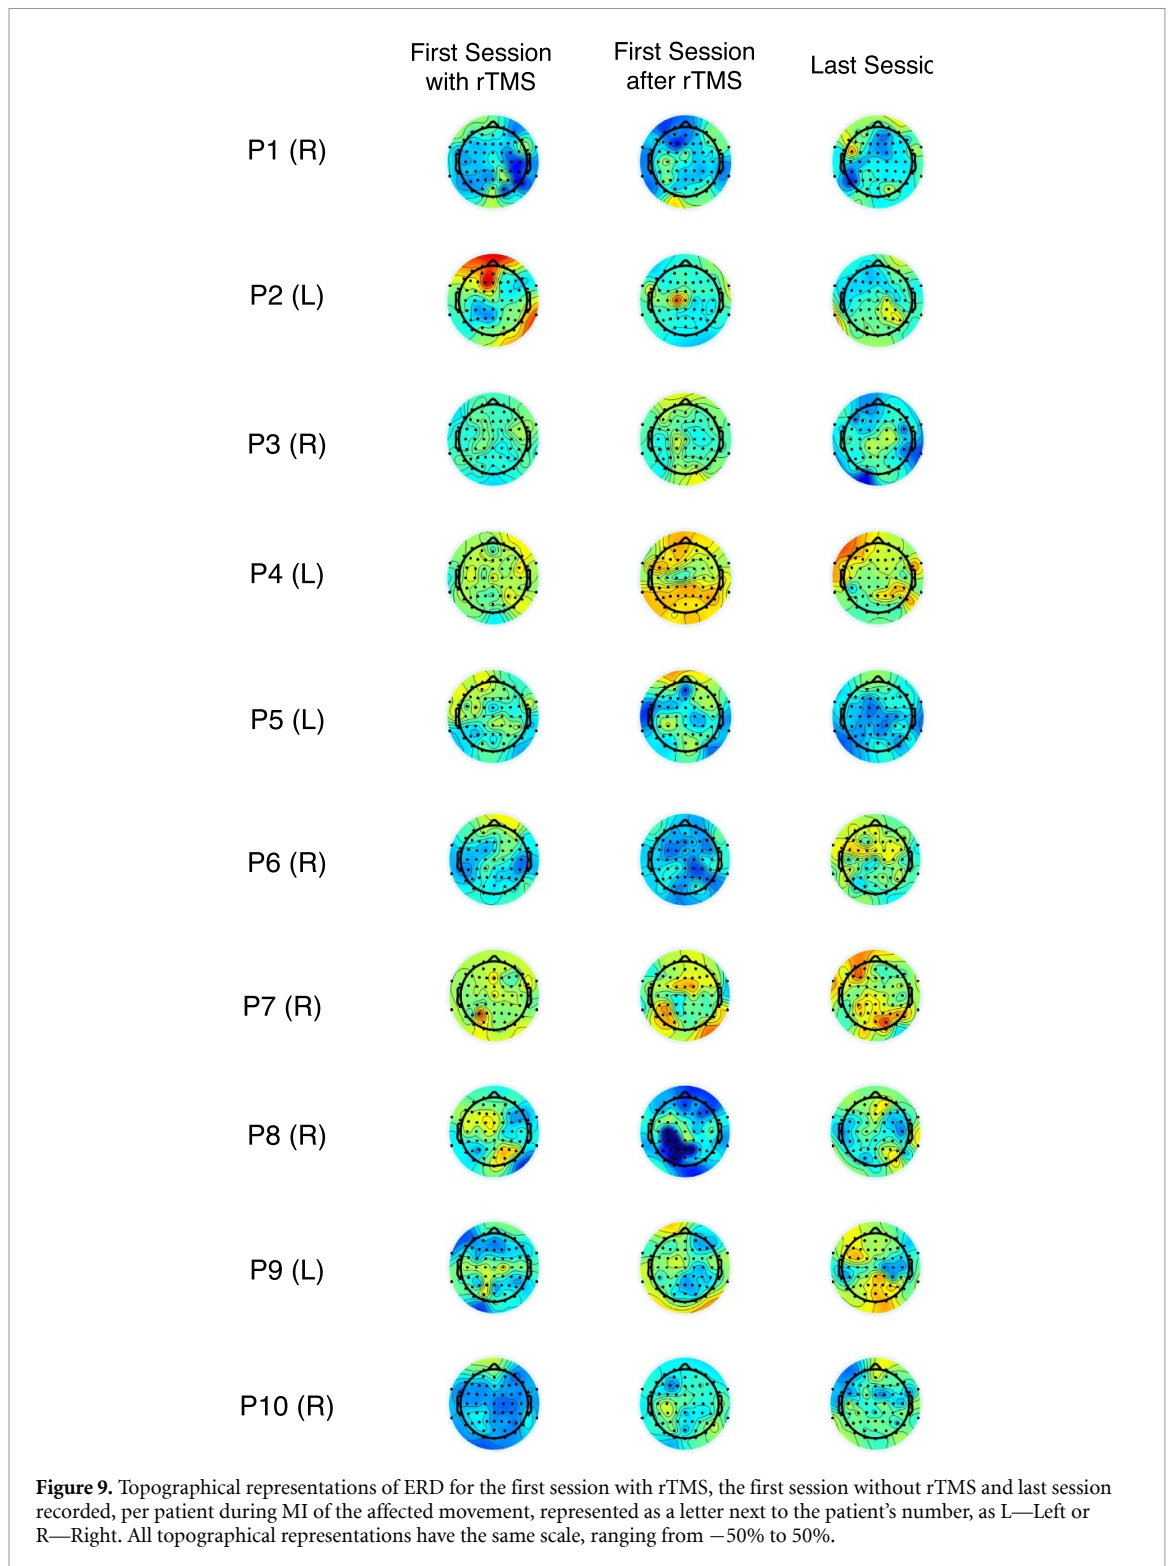 First Session
with rTMS
First Session
after rTMS
Last Sessic
P1 (R)
P2 (L)
P3 (R)
P4 (L)
P5 (L)
P6 (R)
P7 (R)
P8 (R)
P9 (L)
P10 (R)
Figure 9. Topographical representations of ERD for the first session with rTMS, the first session without rTMS and last session
recorded, per patient during MI of the affected movement, represented as a letter next to the patient's number, as L—Left or
R—Right. All topographical representations have the same scale, ranging from −50% to 50%.